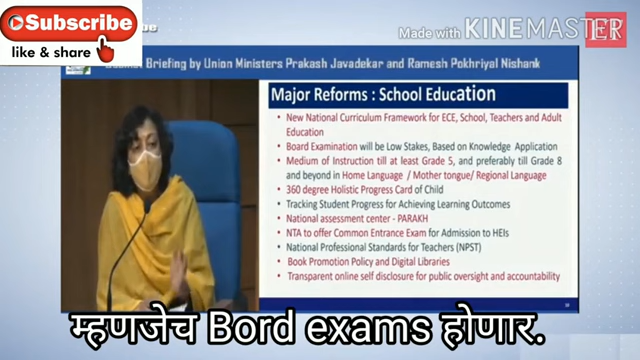 Subscribe
be
like & share
Made with KINEMASTER
Briefing by Union Ministers Prakash Javadekar and Ramesh Pokhriyal Nishank
Major Reforms : School Education
• New National Curriculum Framework for ECE, School, Teachers and Adult
Education
• Board Examination will be Low Stakes, Based on Knowledge Application
• Medium of Instruction till at least Grade 5, and preferably till Grade 8
and beyond in Home Language / Mother tongue/ Regional Language
• 360 degree Holistic Progress Card of Child
• Tracking Student Progress for Achieving Learning Outcomes
• National assessment center - PARAKH
• NTA to offer Common Entrance Exam for Admission to HEIs
• National Professional Standards for Teachers (NPST)
• Book Promotion Policy and Digital Libraries
• Transparent online self disclosure for public oversight and accountability
म्हणजेच Bord exams होणार.